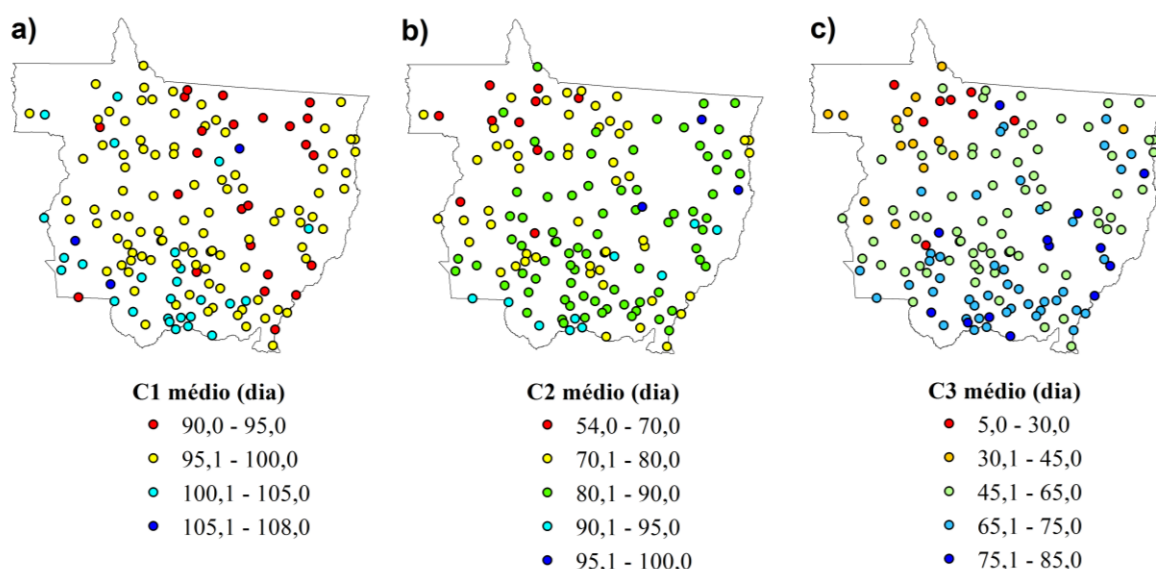 a)
b)
c)
C1 médio (dia)
90,0 - 95,0
95,1 - 100,0
100,1 - 105,0
105,1 - 108,0
C2 médio (dia)
54,0 - 70,0
70,1 - 80,0
80,1 - 90,0
90,1 - 95,0
95,1 - 100,0
C3 médio (dia)
5,0 - 30,0
30,1 - 45,0
45,1 - 65,0
65,1 - 75,0
75,1 - 85,0